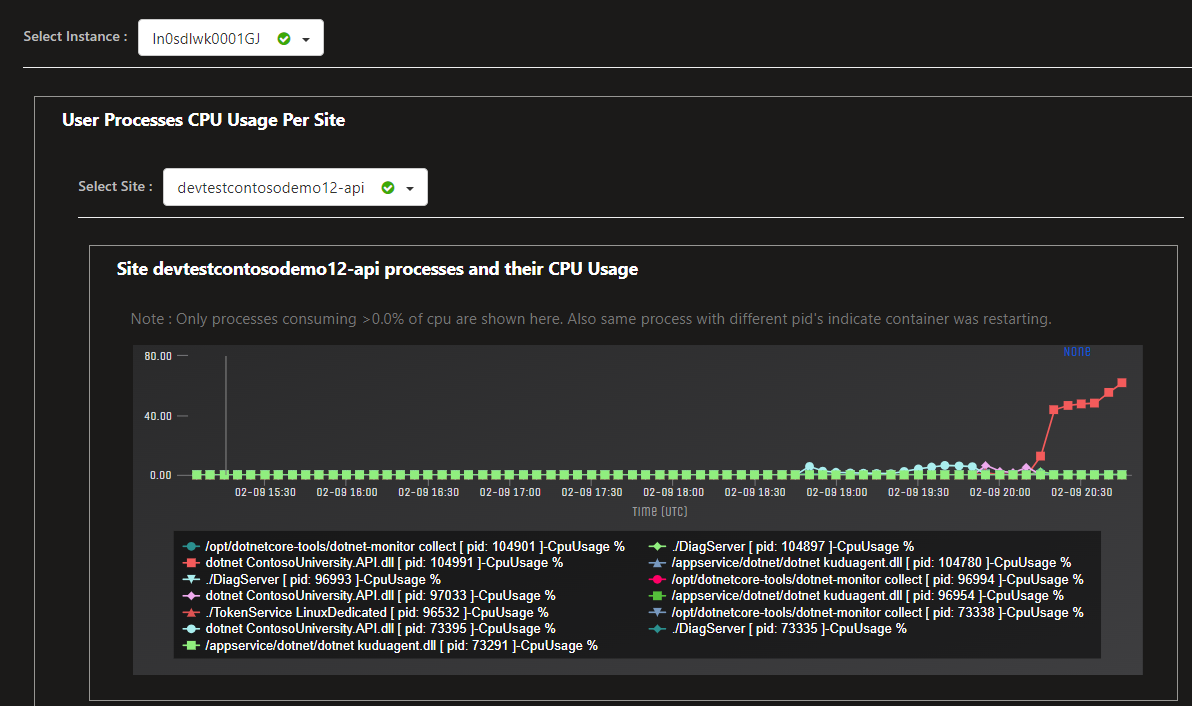 Select Instance : ln0sdlwk0001GJ
User Processes CPU Usage Per Site
Select Site : devtestcontosodemo12-api
Site devtestcontosodemo12-api processes and their CPU Usage
Note : Only processes consuming >0.0% of cpu are shown here. Also same process with different pid's indicate container was restarting.
None
80.00
40.00
0.00
02-09 15:30 02-09 16:00 02-09 16:30 02-09 17:00 02-09 17:30 02-09 18:00 02-09 18:30 02-09 19:00 02-09 19:30 02-09 20:00 02-09 20:30
Time (UTC)
/opt/dotnetcore-tools/dotnet-monitor collect [ pid: 104901 ]-CpuUsage % ./DiagServer [ pid: 104897 ]-CpuUsage %
dotnet ContosoUniversity.API.dll [ pid: 104991 ]-CpuUsage % /appservice/dotnet/dotnet kuduagent.dll [ pid: 104780 ]-CpuUsage %
./DiagServer [ pid: 96993 ]-CpuUsage % /opt/dotnetcore-tools/dotnet-monitor collect [ pid: 96994 ]-CpuUsage %
dotnet ContosoUniversity.API.dll [ pid: 97033 ]-CpuUsage % /appservice/dotnet/dotnet kuduagent.dll [ pid: 96954 ]-CpuUsage %
./TokenService LinuxDedicated [ pid: 96532 ]-CpuUsage % /opt/dotnetcore-tools/dotnet-monitor collect [ pid: 73338 ]-CpuUsage %
dotnet ContosoUniversity.API.dll [ pid: 73395 ]-CpuUsage % ./DiagServer [ pid: 73335 ]-CpuUsage %
/appservice/dotnet/dotnet kuduagent.dll [ pid: 73291 ]-CpuUsage %